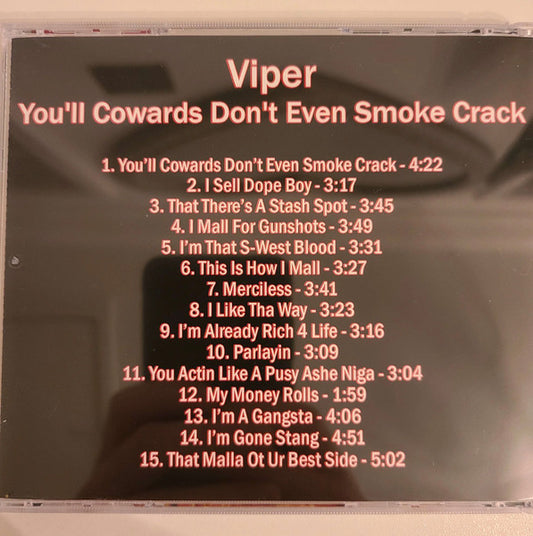 Viper
You'll Cowards Don't Even Smoke Crack
1. You'll Cowards Don't Even Smoke Crack - 4:22
2. I Sell Dope Boy - 3:17
3. That There's A Stash Spot - 3:45
4. I Mall For Gunshots - 3:49
5. I'm That S-West Blood - 3:31
6. This Is How I Mall - 3:27
7. Merciless - 3:41
8. I Like Tha Way - 3:23
9. I'm Already Rich 4 Life - 3:16
10. Parlayin - 3:09
11. You Actin Like A Pusy Ashe Niga - 3:04
12. My Money Rolls - 1:59
13. I'm A Gangsta - 4:06
14. I'm Gone Stang - 4:51
15. That Malla Ot Ur Best Side - 5:02